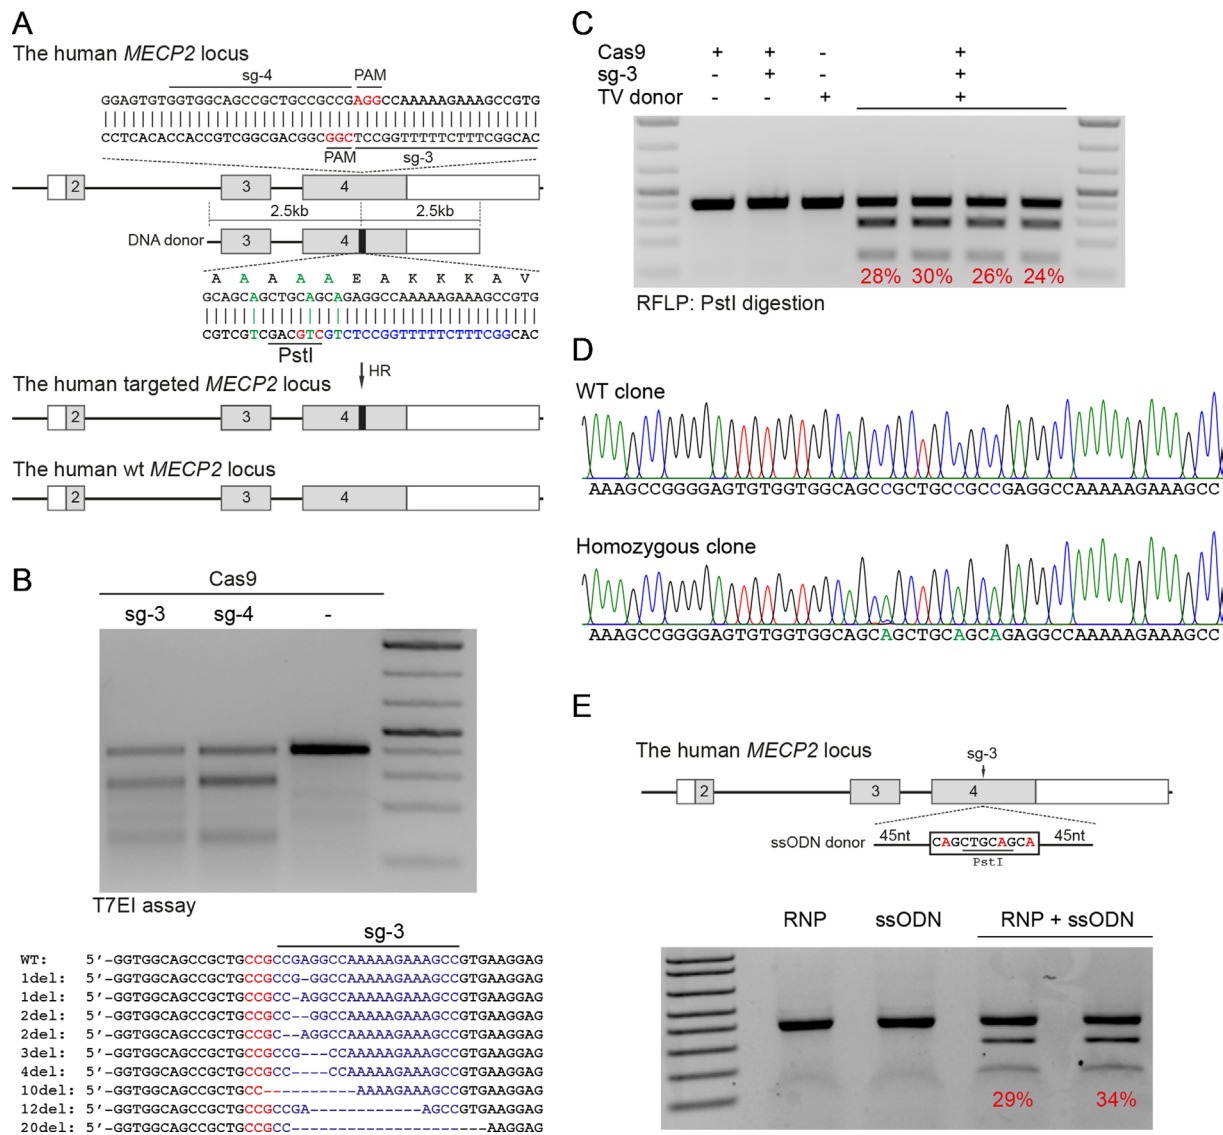 A
The human MECP2 locus
sg-4
PAM
GGAGTGTGGTGGCAGCCGCTGCCGCCGAGGCCAAAAAGAAAGCCGTG
CCTCACACCACCGTCGGCGACGGCGGCTCCGGTTTTTCTTTCGGCAC
PAM
sg-3
2
3
4
2.5kb
2.5kb
DNA donor
3
4
A A A A A E A K K K A V
GCAGCAGCTGCAGCAGAGGCCAAAAAGAAAGCCGTG
CGTCGTCGACGTCGTCTCCGGTTTTTCTTTCGGCAC
PstI
HR
The human targeted MECP2 locus
2
3
4
The human wt MECP2 locus
2
3
4
B
Cas9
sg-3
sg-4
-
T7EI assay
sg-3
WT: 5'-GGTGGCAGCCGCTGCCGCCGAGGCCAAAAAGAAAGCCGTGAAGGAG
1del: 5'-GGTGGCAGCCGCTGCCGCCG-GGCCAAAAAGAAAGCCGTGAAGGAG
1del: 5'-GGTGGCAGCCGCTGCCGCC-AGGCCAAAAAGAAAGCCGTGAAGGAG
2del: 5'-GGTGGCAGCCGCTGCCGCC--GGCCAAAAAGAAAGCCGTGAAGGAG
2del: 5'-GGTGGCAGCCGCTGCCGC--AGGCCAAAAAGAAAGCCGTGAAGGAG
3del: 5'-GGTGGCAGCCGCTGCCGCCG---CCAAAAAGAAAGCCGTGAAGGAG
4del: 5'-GGTGGCAGCCGCTGCCGCC----CCAAAAAGAAAGCCGTGAAGGAG
10del: 5'-GGTGGCAGCCGCTGCC----------AAAAGAAAGCCGTGAAGGAG
12del: 5'-GGTGGCAGCCGCTGCCGCCGA------------AGCCGTGAAGGAG
20del: 5'-GGTGGCAGCCGCTGCCGCC--------------------AAGGAG
C
Cas9 + + - +
sg-3 - + +
TV donor - - + +
28% 30% 26% 24%
RFLP: PstI digestion
D
WT clone
AAAGCCGGGGAGTGTGGTGGCAGCCGCTGCCGCCGAGGCCAAAAAGAAAGCC
Homozygous clone
AAAGCCGGGGAGTGTGGTGGCAGCAGCTGCAGCAGAGGCCAAAAAGAAAGCC
E
The human MECP2 locus
sg-3
2
3
4
ssODN donor
45nt
CAGCTGCAGCA
45nt
PstI
RNP
ssODN
RNP + ssODN
29%
34%